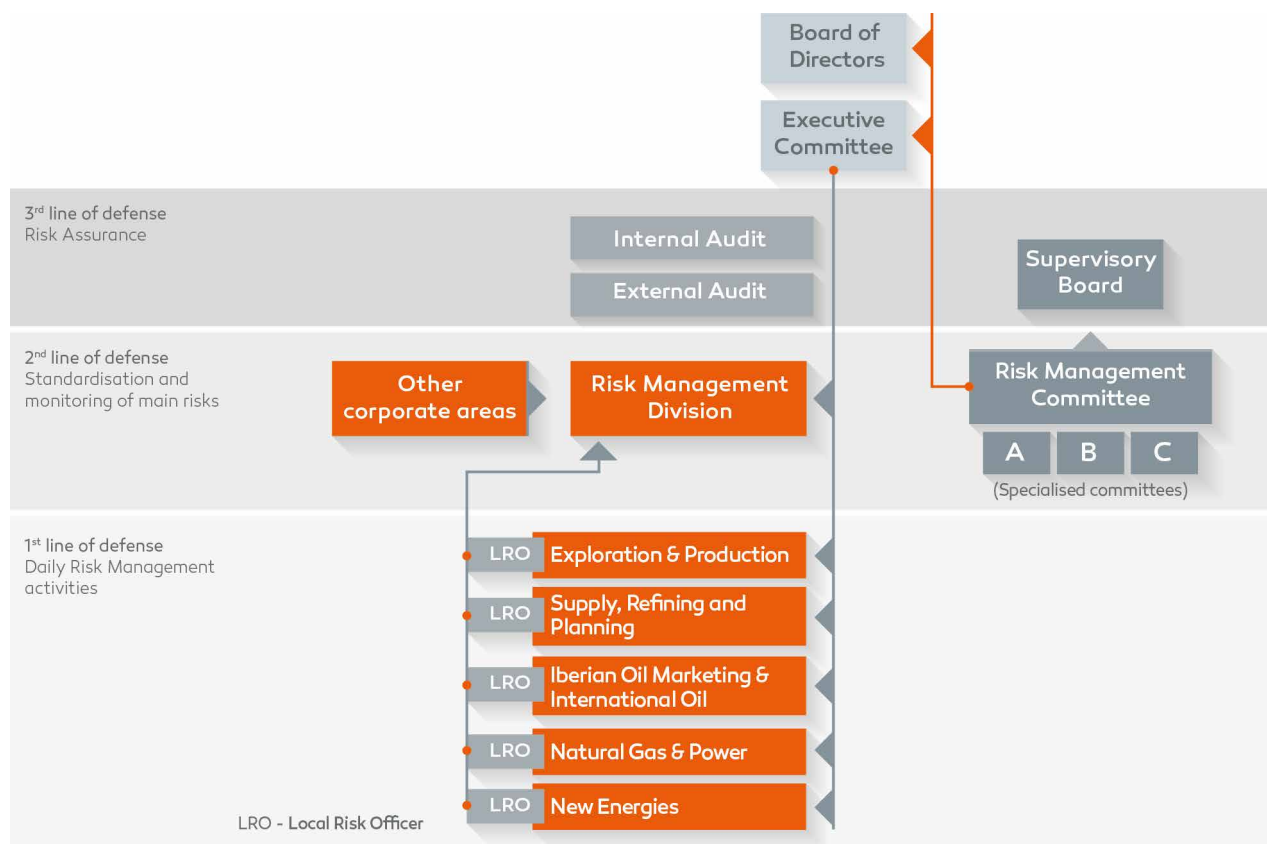 Board of
Directors
Executive
Committee
3rd line of defense
Risk Assurance
Internal Audit
External Audit
Supervisory
Board
2nd line of defense
Standardisation and
monitoring of main risks
Other
corporate areas
Risk Management
Division
Risk Management
Committee
A B C
(Specialised committees)
1st line of defense
Daily Risk Management
activities
LRO Exploration & Production
LRO Supply, Refining and
Planning
LRO Iberian Oil Marketing &
International Oil
LRO Natural Gas & Power
LRO New Energies
LRO - Local Risk Officer